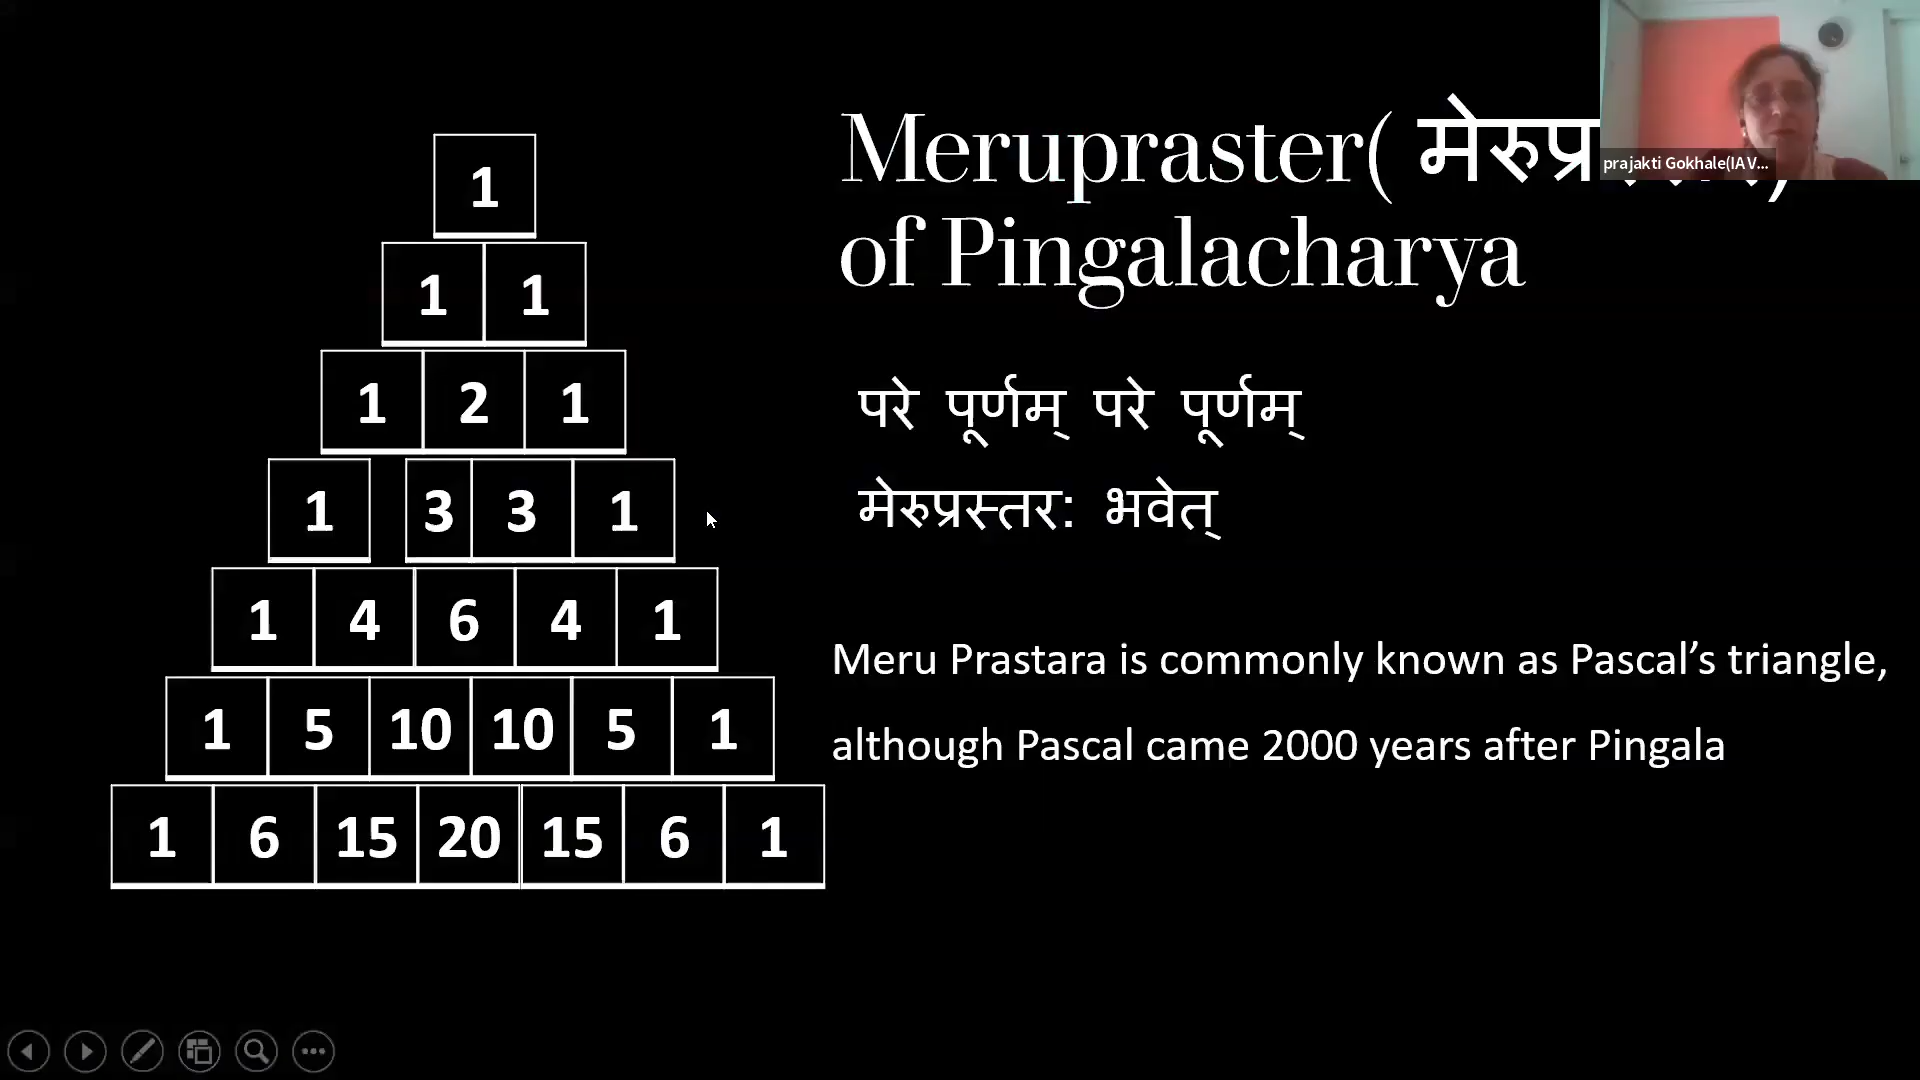 1
1 1
1 2 1
1 3 3 1
1 4 6 4 1
1 5 10 10 5 1
1 6 15 20 15 6 1
Merupraster(
of Pingalacharya
परे पूर्णम् परे पूर्णम्
मेरुप्रस्तर: भवेत्
Meru Prastara is commonly known as Pascal’s triangle,
although Pascal came 2000 years after Pingala
prajakti Gokhale(IAV...